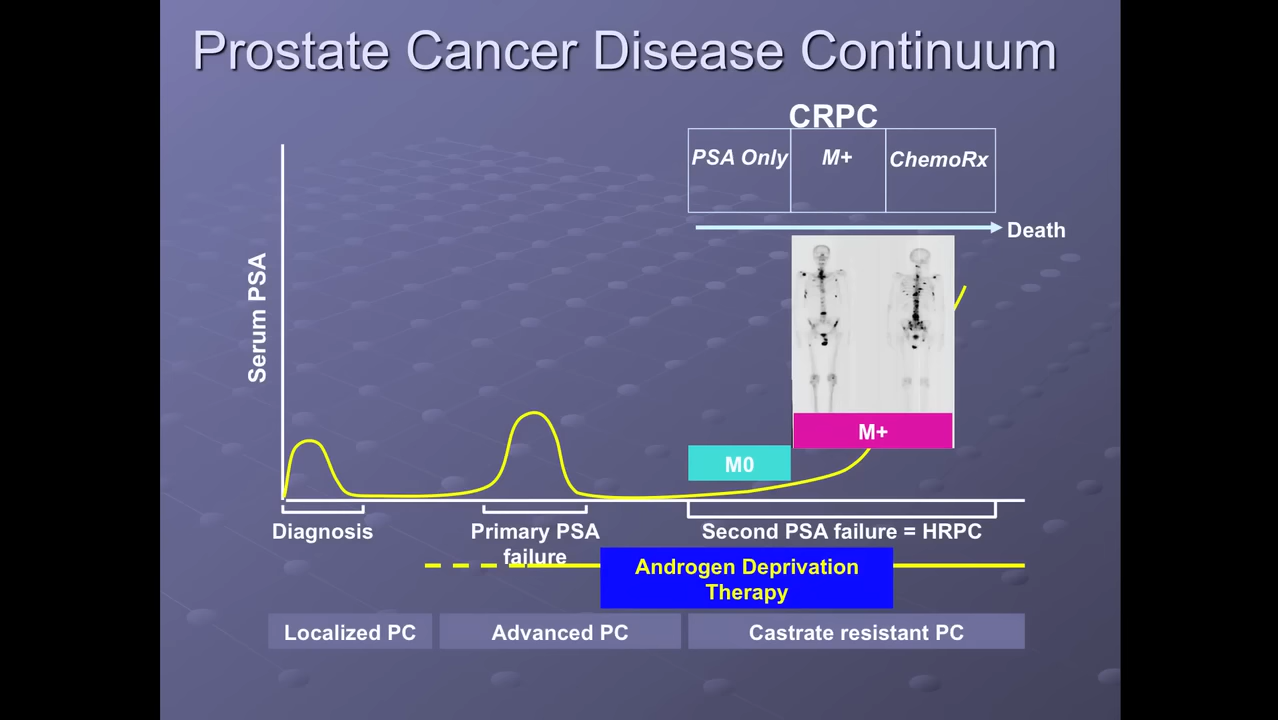 Prostate Cancer Disease Continuum
CRPC
PSA Only
M+
ChemoRx
Death
Serum PSA
M+
M0
Diagnosis
Primary PSA
failure
Second PSA failure = HRPC
Androgen Deprivation
Therapy
Localized PC
Advanced PC
Castrate resistant PC